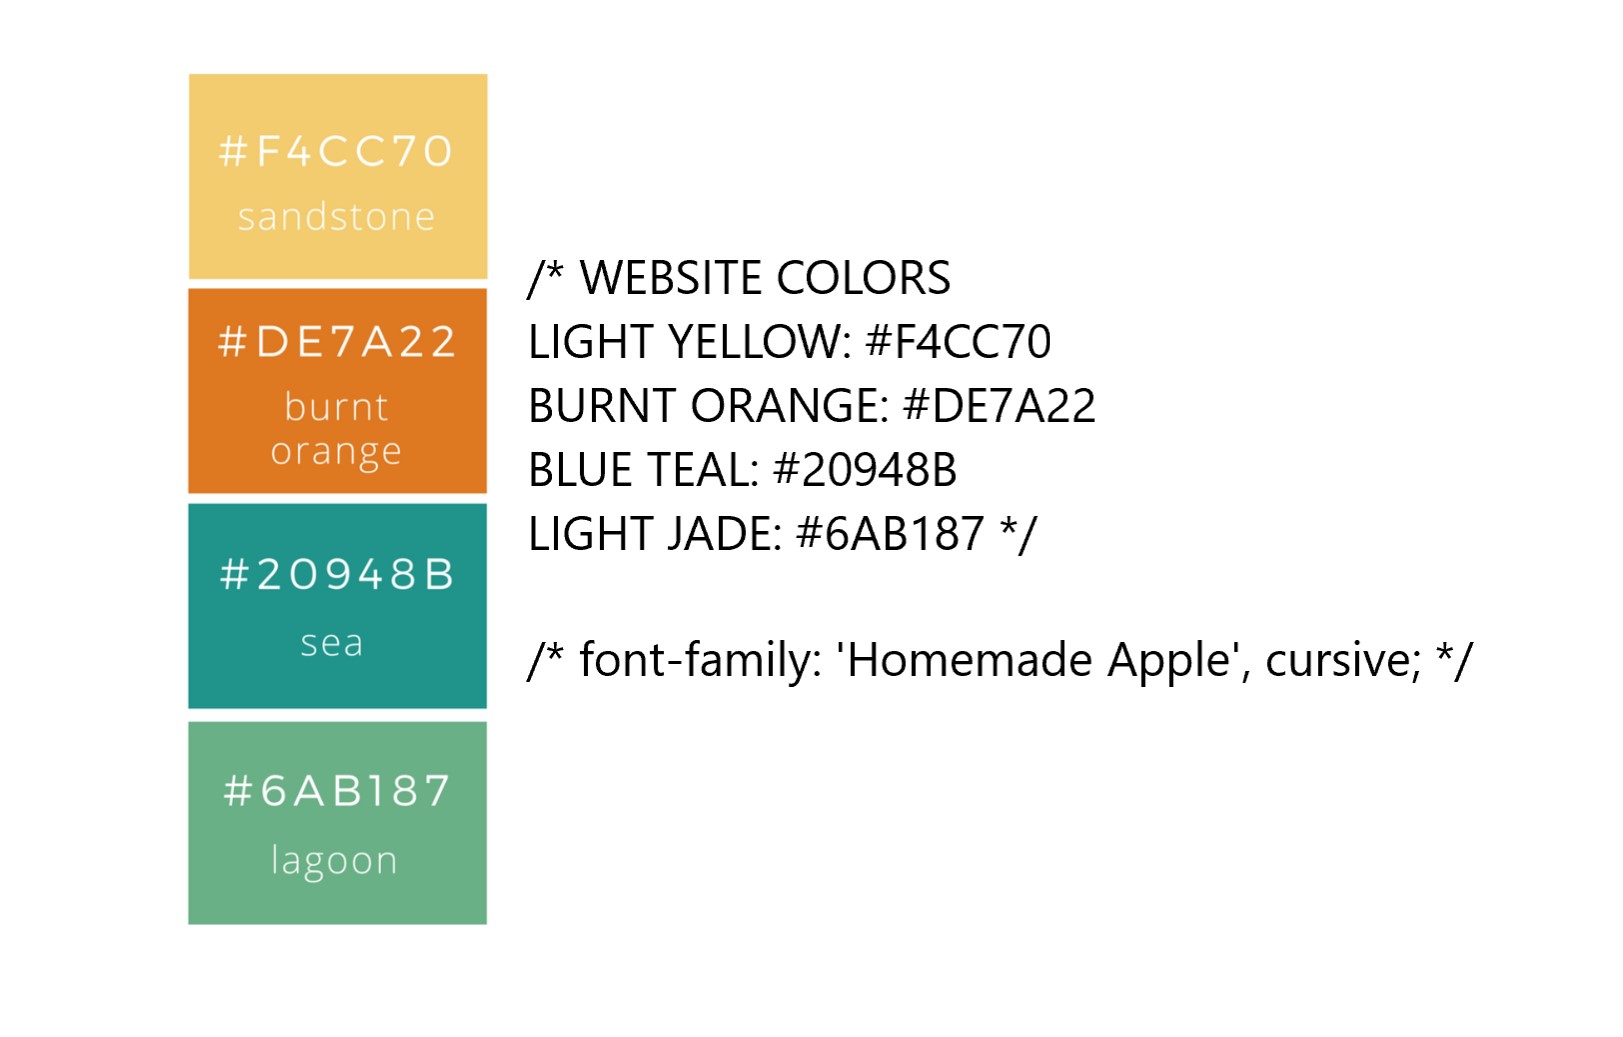 #F4CC70
sandstone
#DE7A22
burnt
orange
#20948B
sea
#6AB187
lagoon
/* WEBSITE COLORS
LIGHT YELLOW: #F4CC70
BURNT ORANGE: #DE7A22
BLUE TEAL: #20948B
LIGHT JADE: #6AB187 */
/* font-family: 'Homemade Apple', cursive; */